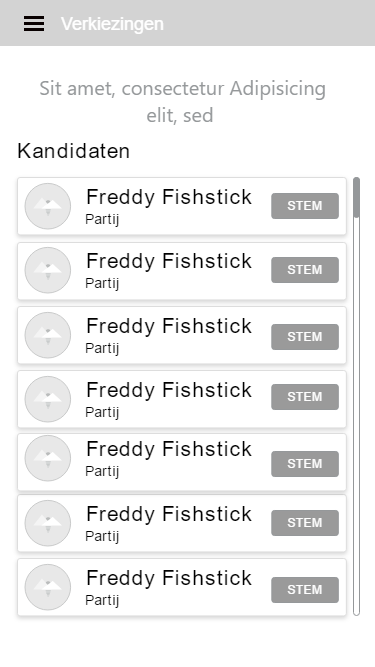 Verkiezingen
Sit amet, consectetur Adipisicing
elit, sed
Kandidaten
Freddy Fishstick
Partij
STEM
Freddy Fishstick
Partij
STEM
Freddy Fishstick
Partij
STEM
Freddy Fishstick
Partij
STEM
Freddy Fishstick
Partij
STEM
Freddy Fishstick
Partij
STEM
Freddy Fishstick
Partij
STEM